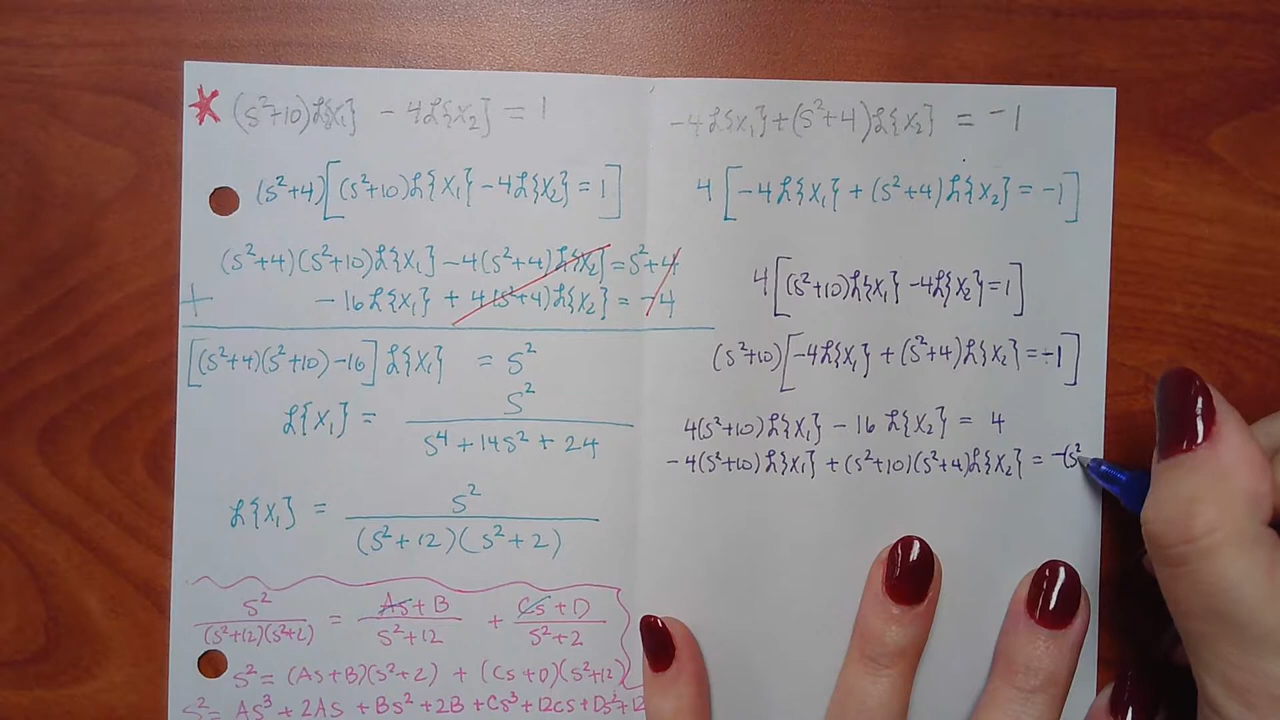 * (s²+10)ℒ{x₁} - 4ℒ{x₂} = 1
(s²+4)[(s²+10)ℒ{x₁} - 4ℒ{x₂} = 1]
(s²+4)(s²+10)ℒ{x₁} - 4(s²+4)ℒ{x₂} = s²+4
+ -16ℒ{x₁} + 4(s²+4)ℒ{x₂} = -4
[(s²+4)(s²+10)-16]ℒ{x₁} = s²
ℒ{x₁} = s² / (s⁴+14s²+24)
ℒ{x₁} = s² / ((s²+12)(s²+2))
s² / ((s²+12)(s²+2)) = (As+B) / (s²+12) + (Cs+D) / (s²+2)
s² = (As+B)(s²+2) + (Cs+D)(s²+12)
s² = As³+2As+Bs²+2B+Cs³+12Cs+Ds²+12
-4ℒ{x₁}+(s²+4)ℒ{x₂} = -1
4[-4ℒ{x₁} + (s²+4)ℒ{x₂} = -1]
4[(s²+10)ℒ{x₁} - 4ℒ{x₂} = 1]
(s²+10)[-4ℒ{x₁} + (s²+4)ℒ{x₂} = -1]
4(s²+10)ℒ{x₁} - 16ℒ{x₂} = 4
-4(s²+10)ℒ{x₁} + (s²+10)(s²+4)ℒ{x₂} = -(s²